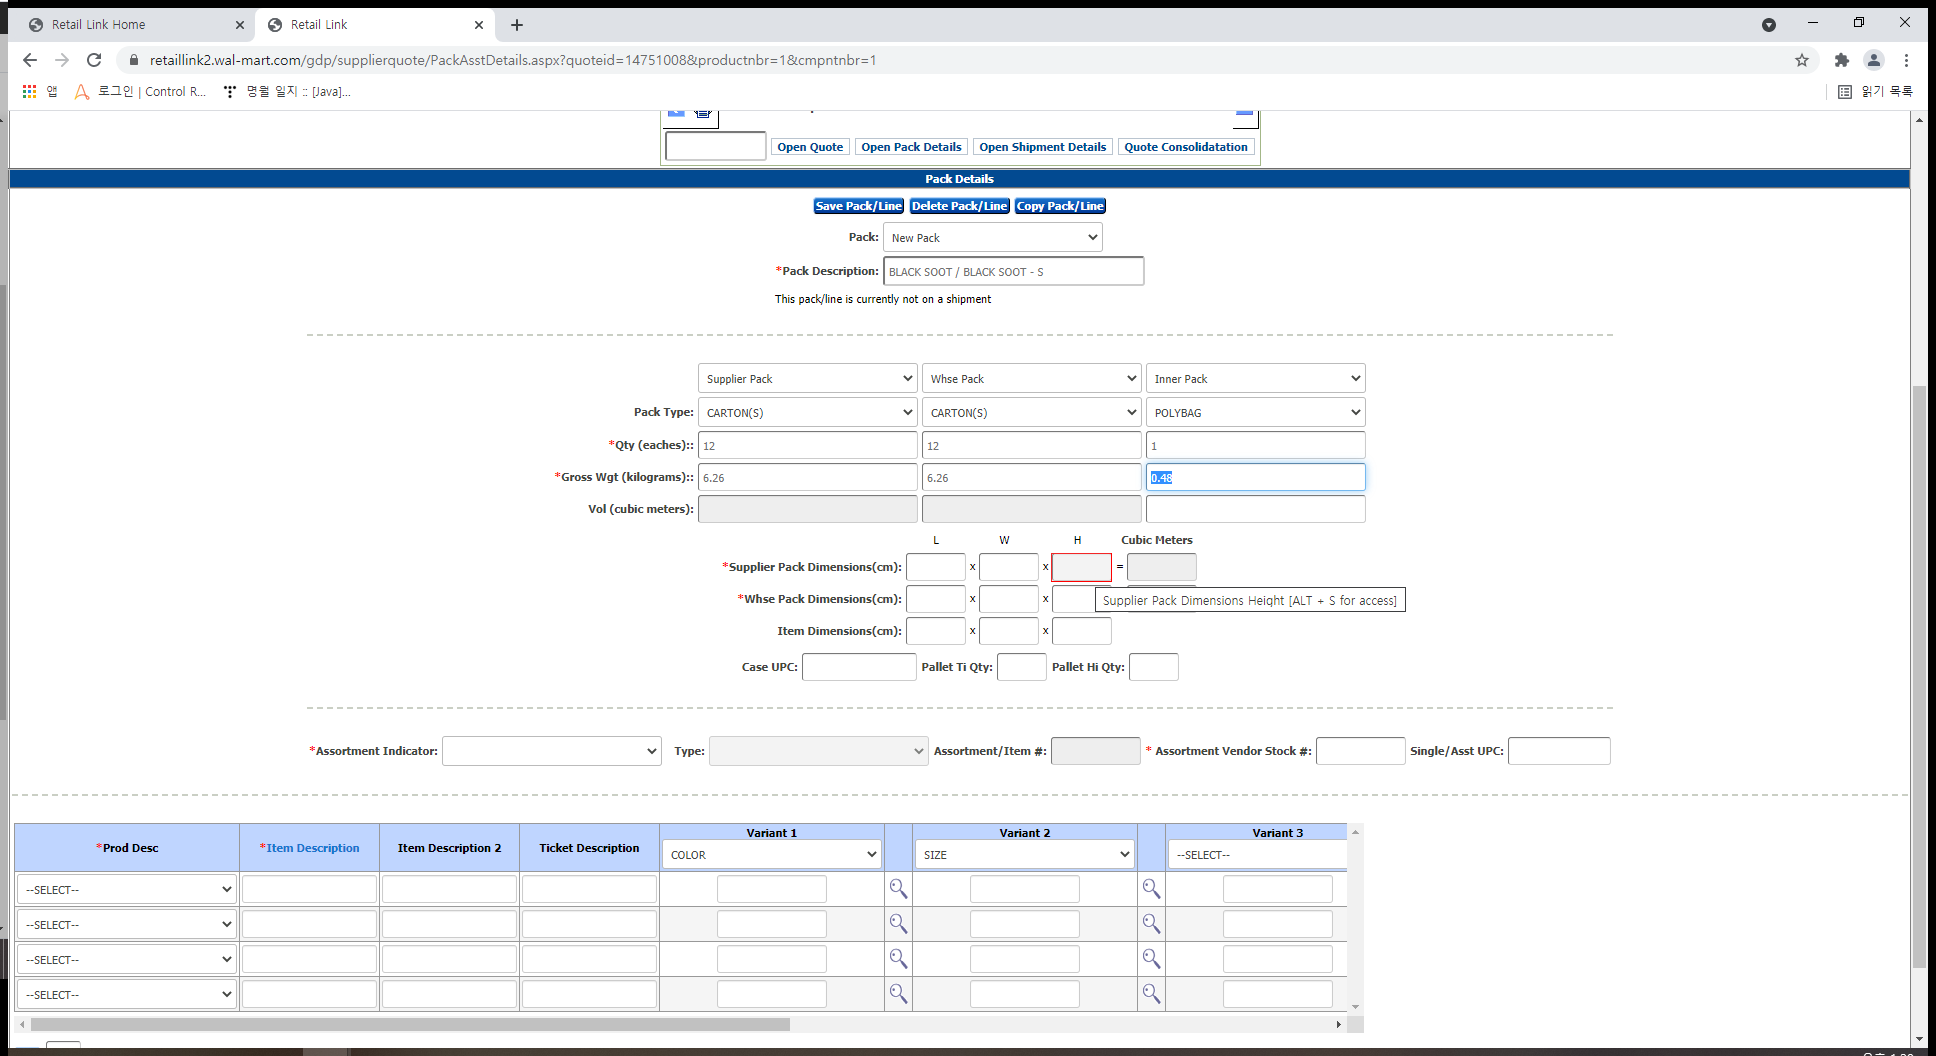 Retail Link Home
Retail Link
retaillink2.wal-mart.com/gdp/supplierquote/PackAsstDetails.aspx?quoteid=14751008&productnbr=1&cmpntnbr=1
앱 로그인 | Control R... 명월 일지 :: [Java]... 읽기 목록
Open Quote Open Pack Details Open Shipment Details Quote Consolidatation
Pack Details
Save Pack/Line Delete Pack/Line Copy Pack/Line
Pack: New Pack
*Pack Description: BLACK SOOT / BLACK SOOT - S
This pack/line is currently not on a shipment
Supplier Pack Whse Pack Inner Pack
Pack Type: CARTON(S) CARTON(S) POLYBAG
*Qty (eaches):: 12 12 1
*Gross Wgt (kilograms):: 6.26 6.26 0.48
Vol (cubic meters):
L W H Cubic Meters
*Supplier Pack Dimensions(cm): x x =
*Whse Pack Dimensions(cm): x x
Supplier Pack Dimensions Height [ALT + S for access]
Item Dimensions(cm): x x
Case UPC: Pallet Ti Qty: Pallet Hi Qty:
*Assortment Indicator: Type: Assortment/Item #: * Assortment Vendor Stock #: Single/Asst UPC:
Variant 1 Variant 2 Variant 3
*Prod Desc *Item Description Item Description 2 Ticket Description
COLOR SIZE --SELECT--
--SELECT--
--SELECT--
--SELECT--
--SELECT--